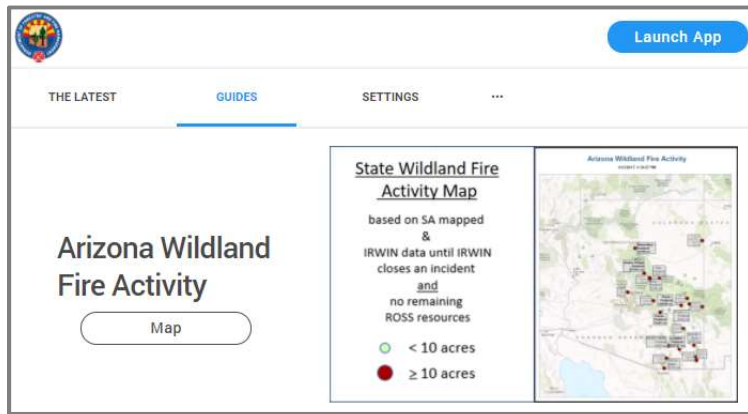 Launch App
THE LATEST
GUIDES
SETTINGS
...
Arizona Wildland
Fire Activity
Map
State Wildland Fire
Activity Map
based on SA mapped
&
IRWIN data until IRWIN
closes an incident
and
no remaining
ROSS resources
< 10 acres
≥ 10 acres
Arizona Wildland Fire Activity